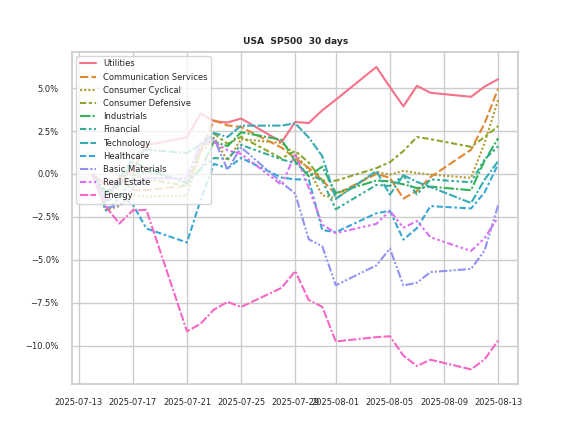 USA SP500 30 days
Utilities
Communication Services
Consumer Cyclical
Consumer Defensive
Industrials
Financial
Technology
Healthcare
Basic Materials
Real Estate
Energy
5.0%
2.5%
0.0%
−2.5%
−5.0%
−7.5%
−10.0%
2025-07-13 2025-07-17 2025-07-21 2025-07-25 2025-07-29 2025-08-01 2025-08-05 2025-08-09 2025-08-13